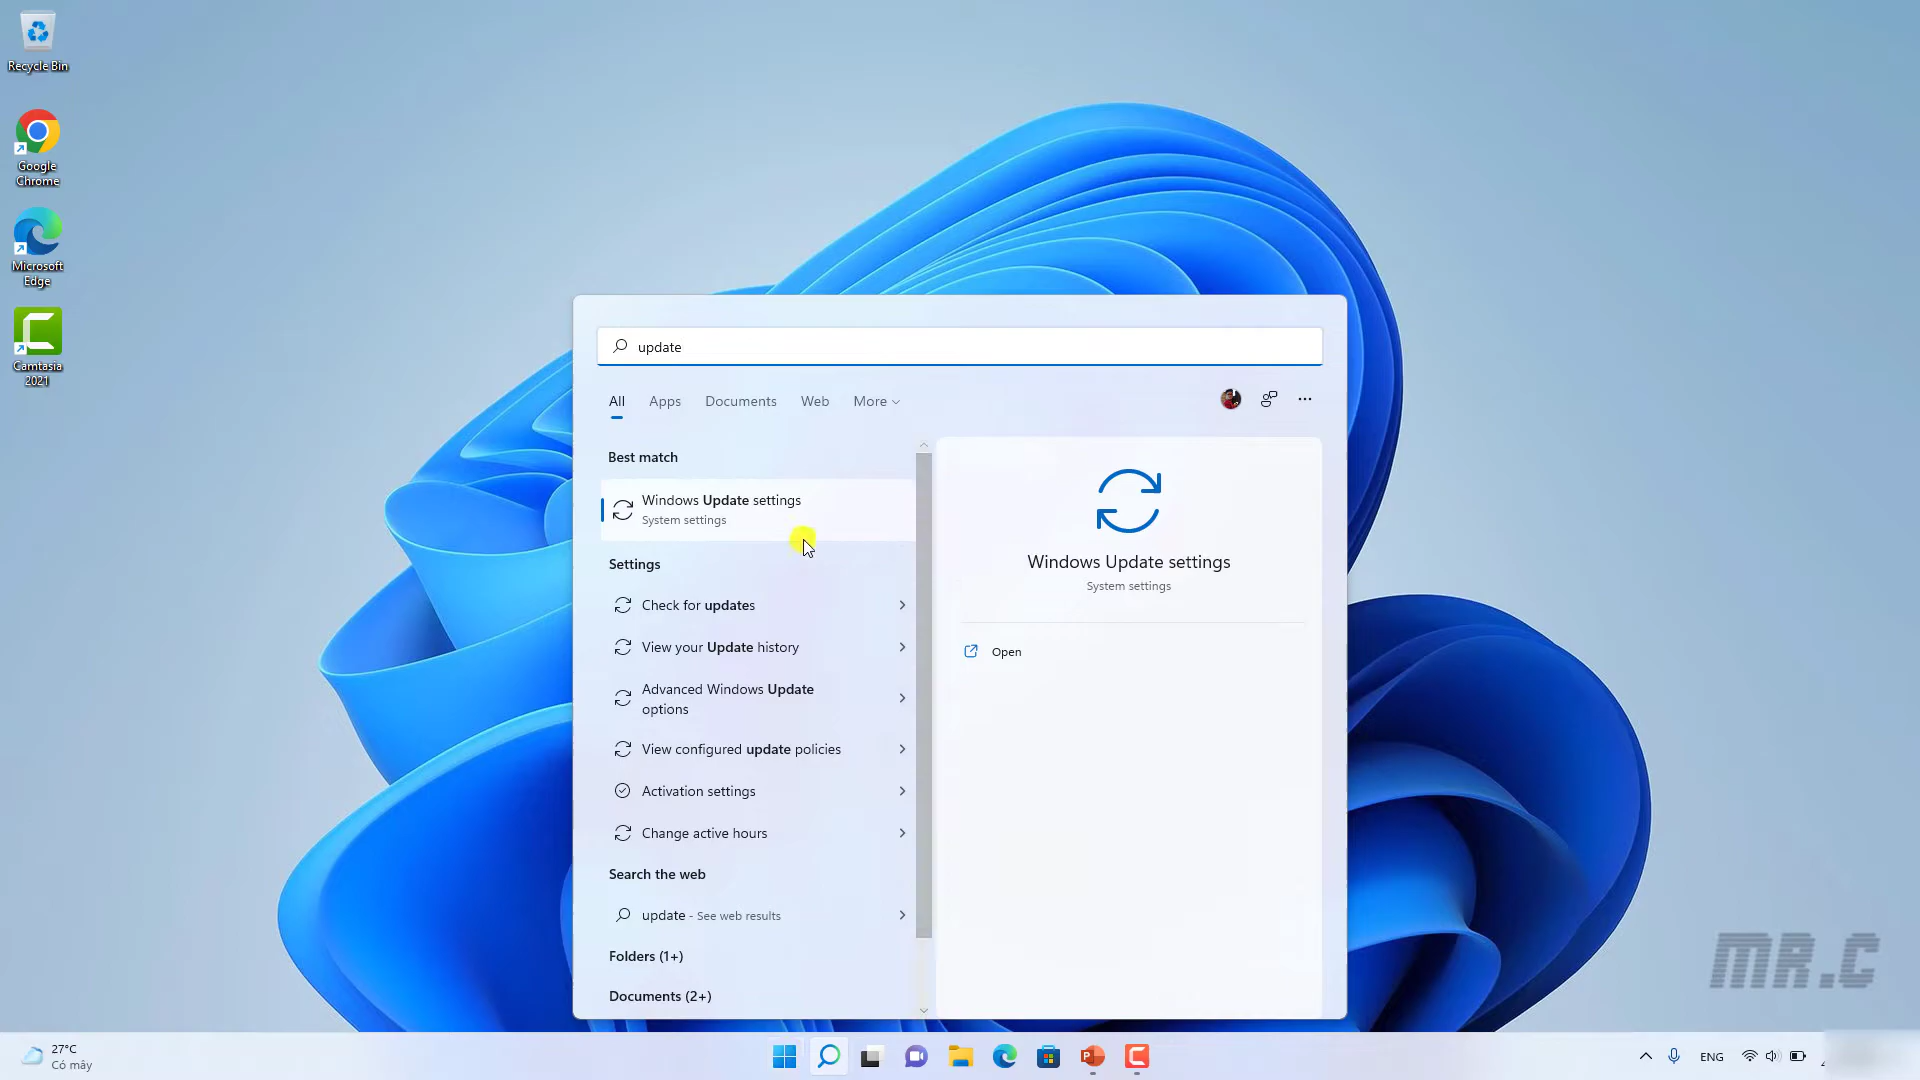 Recycle Bin
Google
Chrome
Microsoft
Edge
Camtasia
2021
update
All
Apps
Documents
Web
More
Best match
Windows Update settings
System settings
Settings
Check for updates
View your Update history
Advanced Windows Update
options
View configured update policies
Activation settings
Change active hours
Search the web
update - See web results
Folders (1+)
Documents (2+)
Windows Update settings
System settings
Open
MR.C
27°C
Có mây
ENG